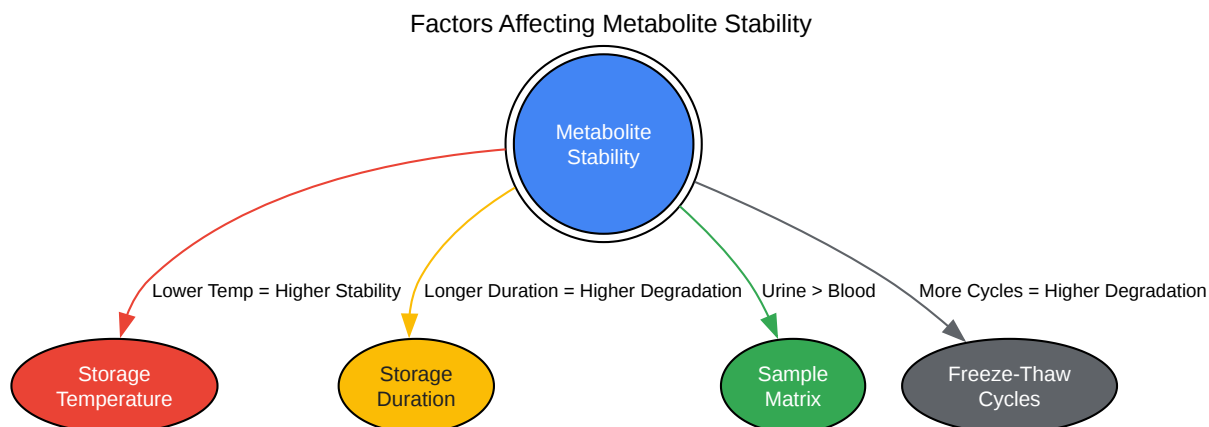 Factors Affecting Metabolite Stability
Metabolite
Stability
Lower Temp = Higher Stability
Longer Duration = Higher Degradation
Urine > Blood
More Cycles = Higher Degradation
Storage
Temperature
Storage
Duration
Sample
Matrix
Freeze-Thaw
Cycles